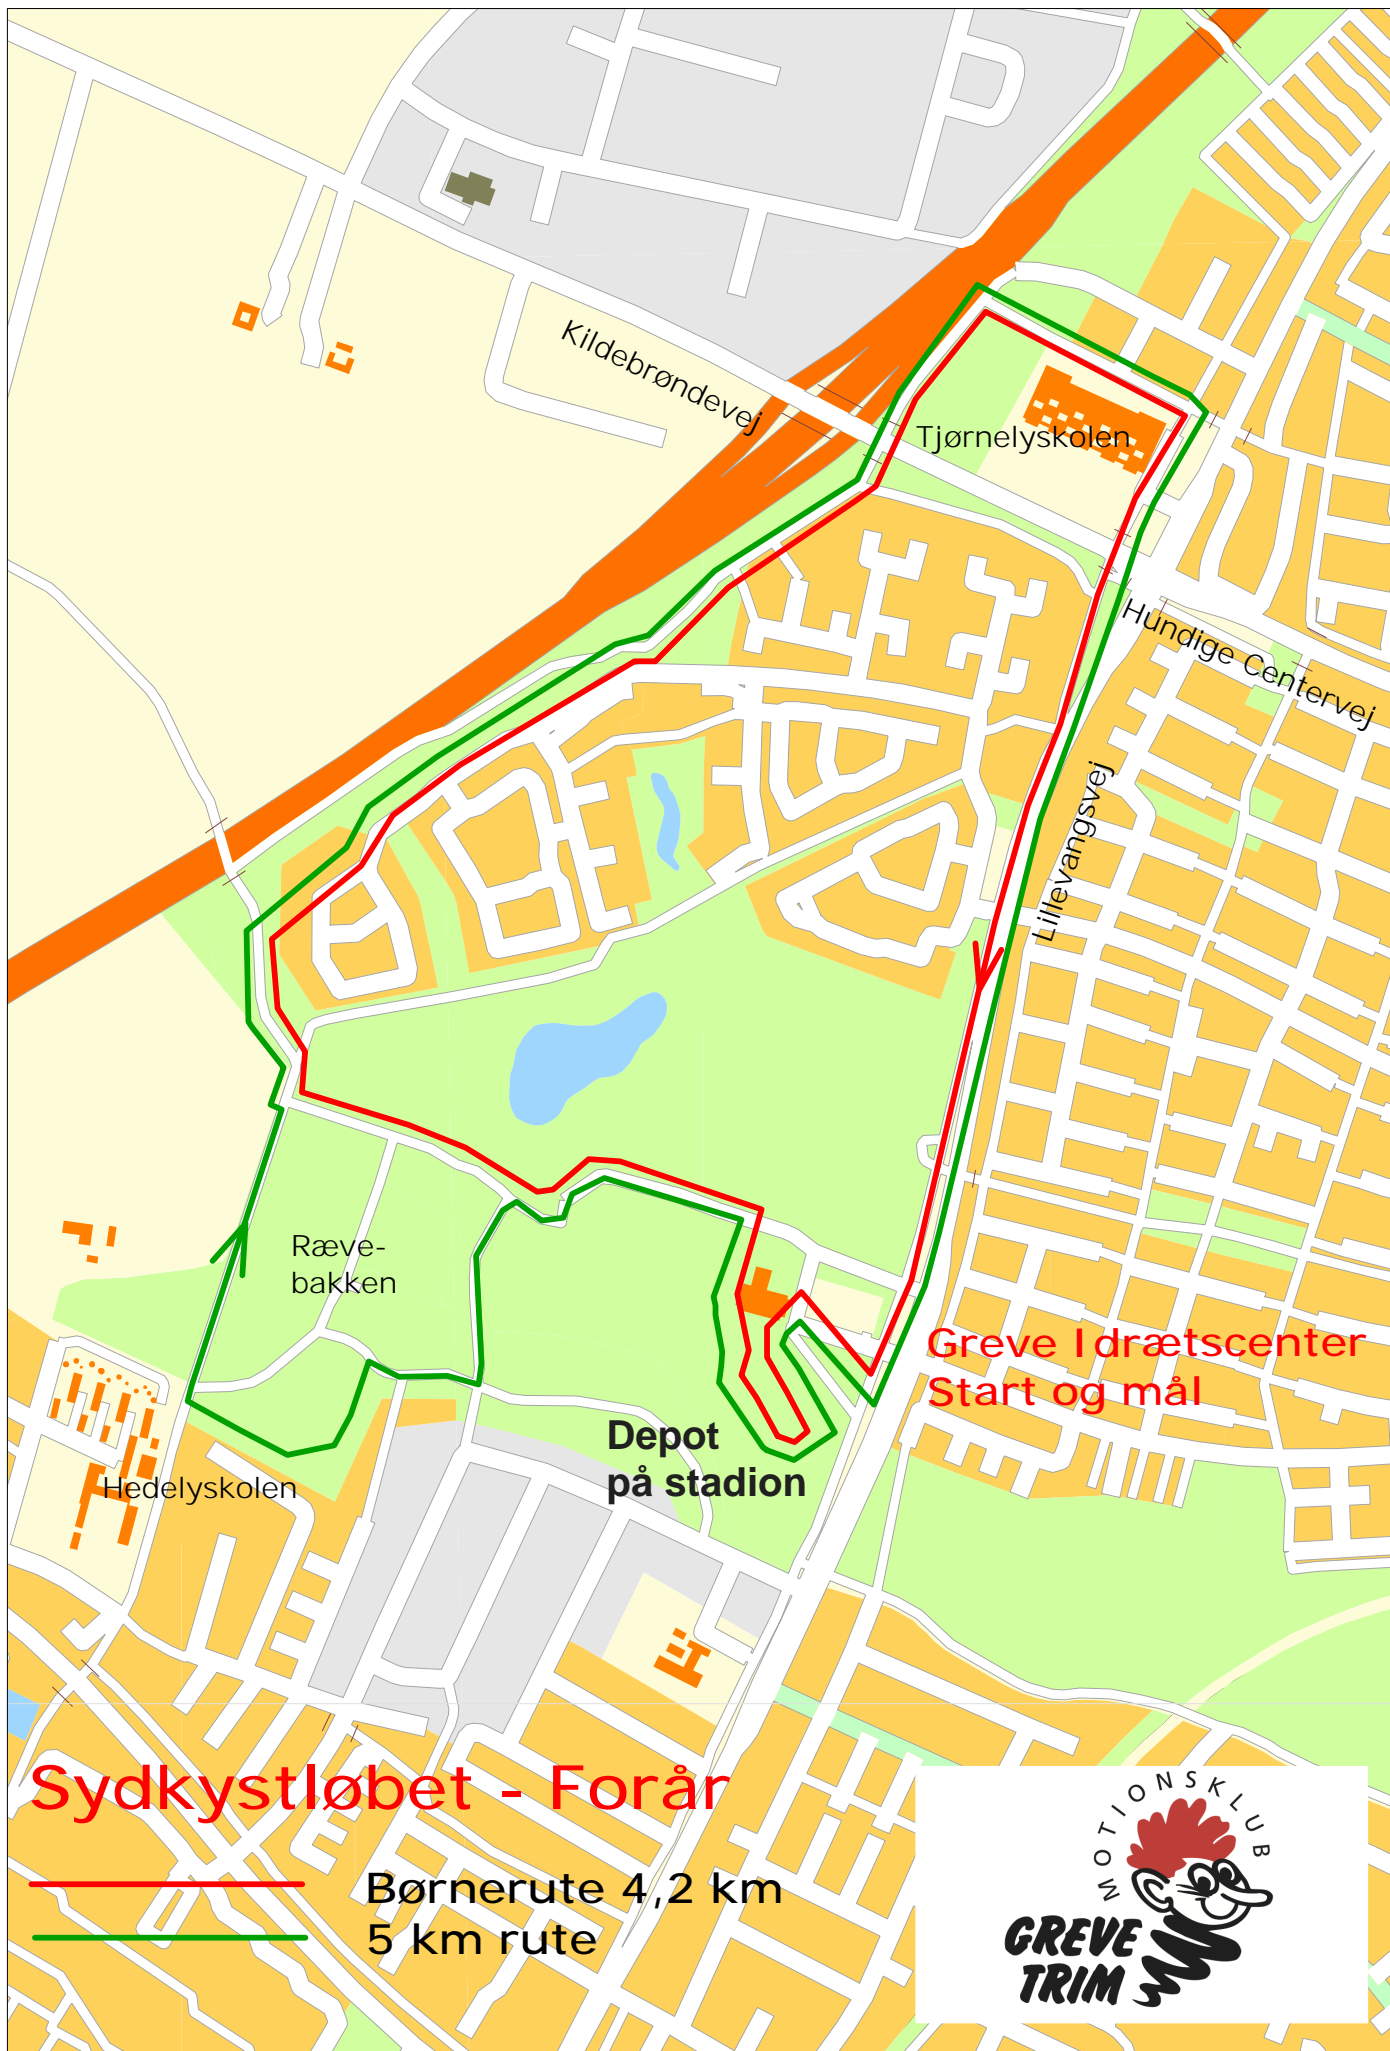 Kildebrøndevej
Tjørnelyskolen
Hundige Centervej
Lillevangsvej
Ræve-
bakken
Greve Idrætscenter
Start og mål
Depot
på stadion
Hedelyskolen
Sydkystløbet - Forår
Børnerute 4,2 km
5 km rute
MOTIONSKLUB
GREVE
TRIM